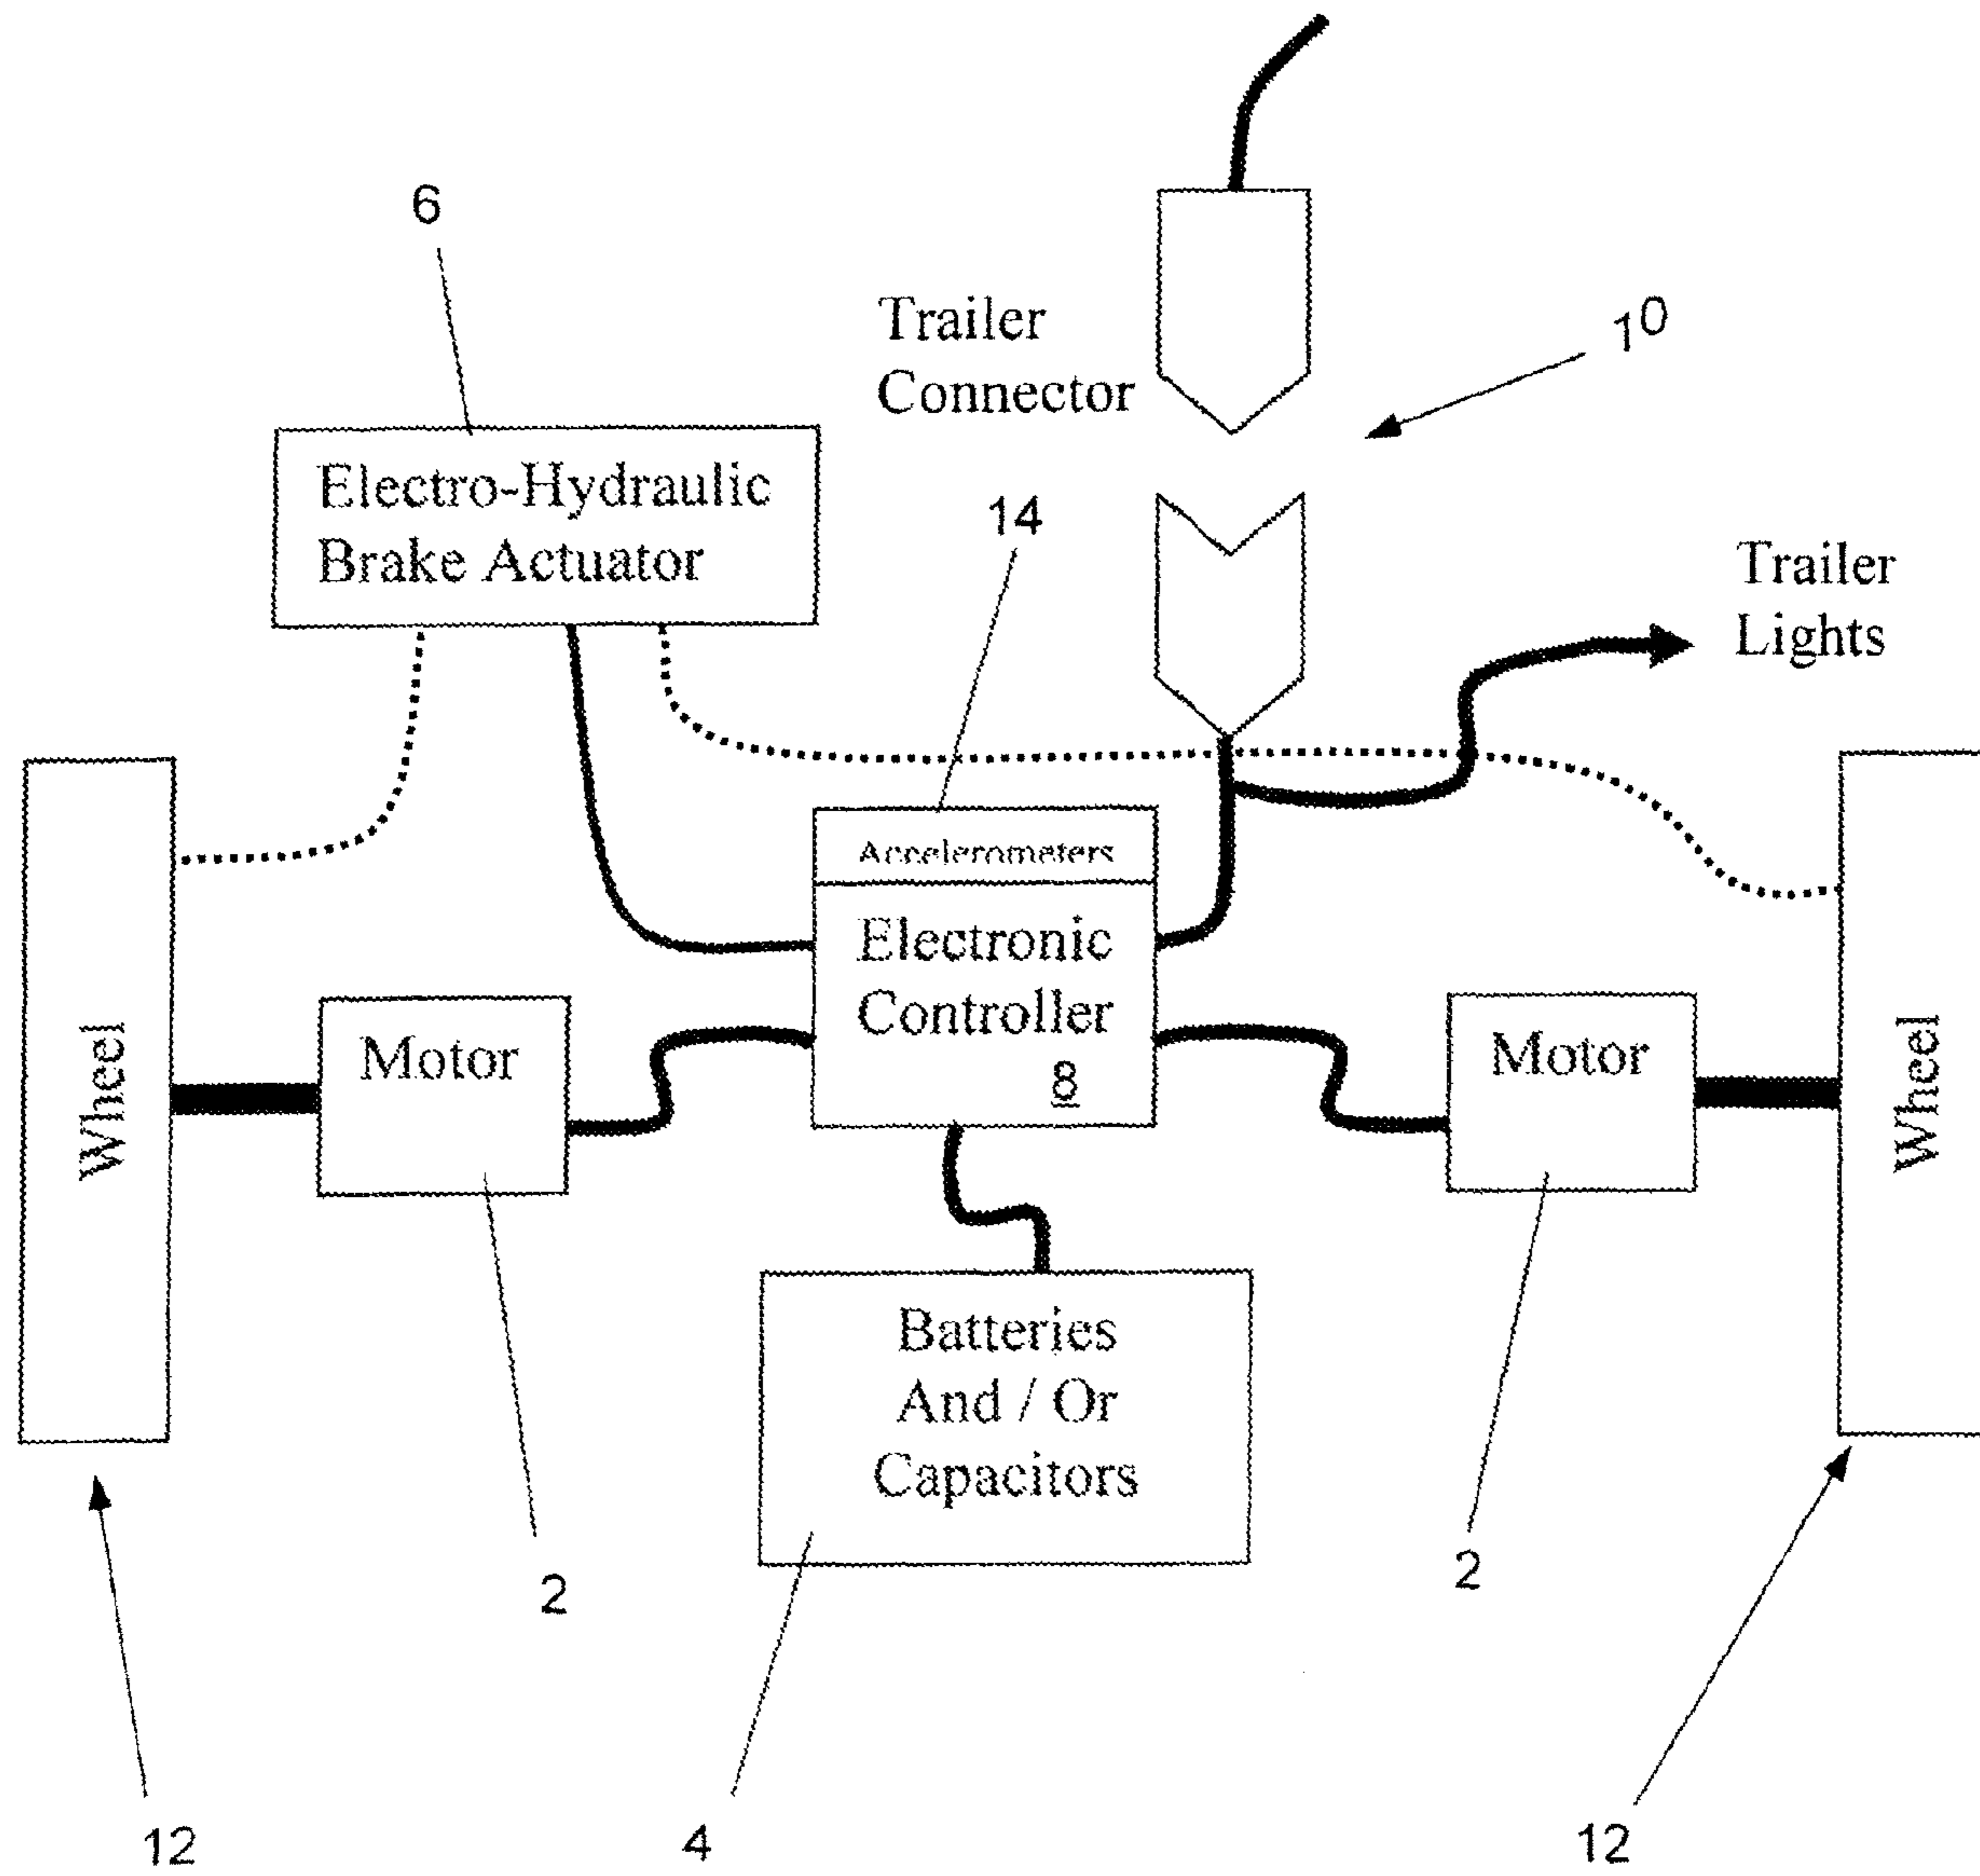 6
Trailer
Connector
10
Electro-Hydraulic
Brake Actuator
14
Trailer
Lights
Accelerometers
Electronic
Controller
8
Wheel
Motor
Motor
Wheel
Batteries
And / Or
Capacitors
2
2
12
4
12